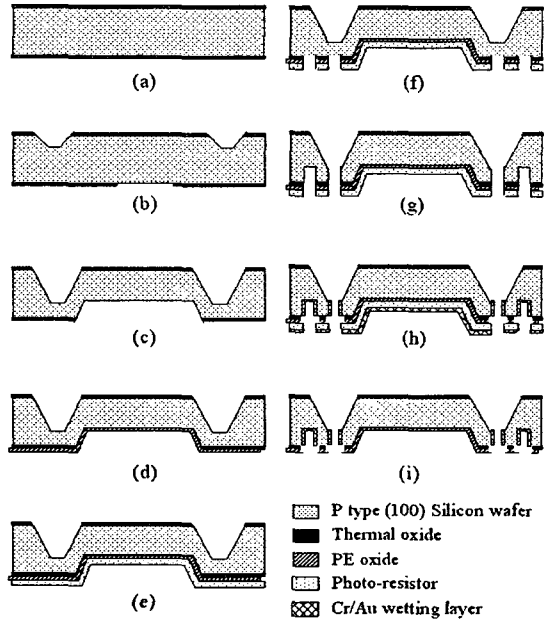 (a)
(b)
(c)
(d)
(e)
(f)
(g)
(h)
(i)
P type (100) Silicon wafer
Thermal oxide
PE oxide
Photo-resistor
Cr/Au wetting layer